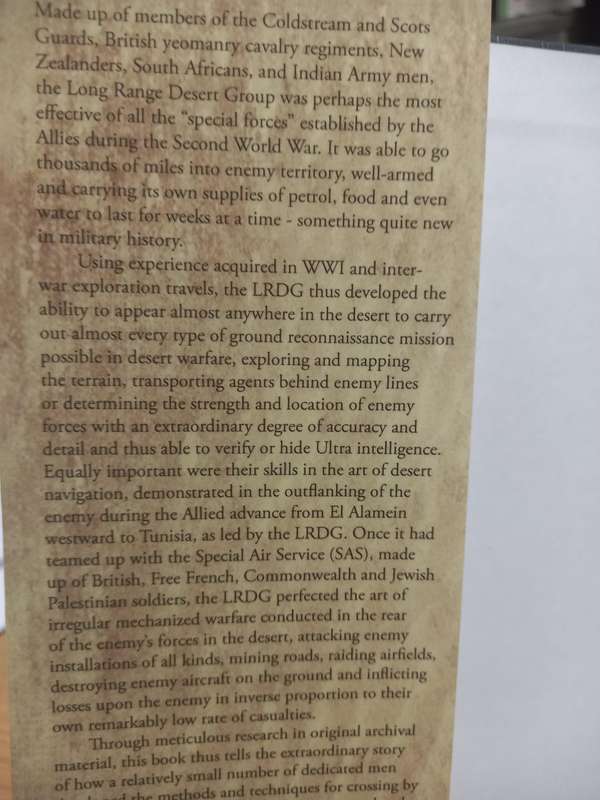 Made up of members of the Coldstream and Scots
Guards, British yeomanry cavalry regiments, New
Zealanders, South Africans, and Indian Army men,
the Long Range Desert Group was perhaps the most
effective of all the "special forces" established by the
Allies during the Second World War. It was able to go
thousands of miles into enemy territory, well-armed
and carrying its own supplies of petrol, food and even
water to last for weeks at a time - something quite new
in military history.
Using experience acquired in WWI and inter-
war exploration travels, the LRDG thus developed the
ability to appear almost anywhere in the desert to carry
out almost every type of ground reconnaissance mission
possible in desert warfare, exploring and mapping
the terrain, transporting agents behind enemy lines
or determining the strength and location of enemy
forces with an extraordinary degree of accuracy and
detail and thus able to verify or hide Ultra intelligence.
Equally important were their skills in the art of desert
navigation, demonstrated in the outflanking of the
enemy during the Allied advance from El Alamein
westward to Tunisia, as led by the LRDG. Once it had
teamed up with the Special Air Service (SAS), made
up of British, Free French, Commonwealth and Jewish
Palestinian soldiers, the LRDG perfected the art of
irregular mechanized warfare conducted in the rear
of the enemy's forces in the desert, attacking enemy
installations of all kinds, mining roads, raiding airfields,
destroying enemy aircraft on the ground and inflicting
losses upon the enemy in inverse proportion to their
own remarkably low rate of casualties.
Through meticulous research in original archival
material, this book thus tells the extraordinary story
of how a relatively small number of dedicated men
the methods and techniques for crossing by